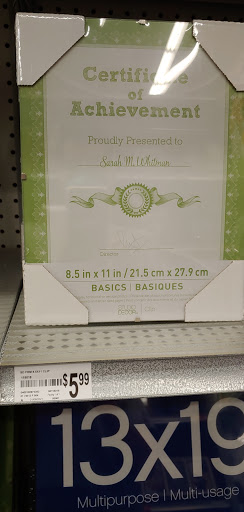 Certificate
of
Achievement
Proudly Presented to
Sarah M. Whitman
8.5 in x 11 in / 21.5 cm x 27.9 cm
BASICS | BASIQUES
$5.99
13x19
Multipurpose | Multi-usage